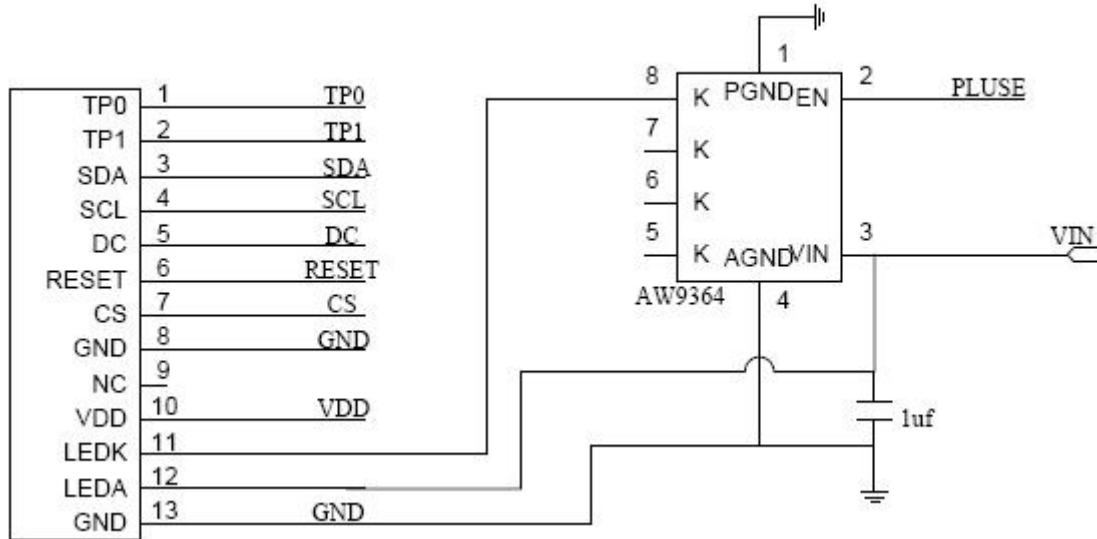 TP0 1 TP0
TP1 2 TP1
SDA 3 SDA
SCL 4 SCL
DC 5 DC
RESET 6 RESET
CS 7 CS
GND 8 GND
NC 9
VDD 10 VDD
LEDK 11
LEDA 12
GND 13 GND
1
8 K PGND EN 2 PLUSE
7 K
6 K
5 K AGND VIN 3 VIN
AW9364 4
1uf